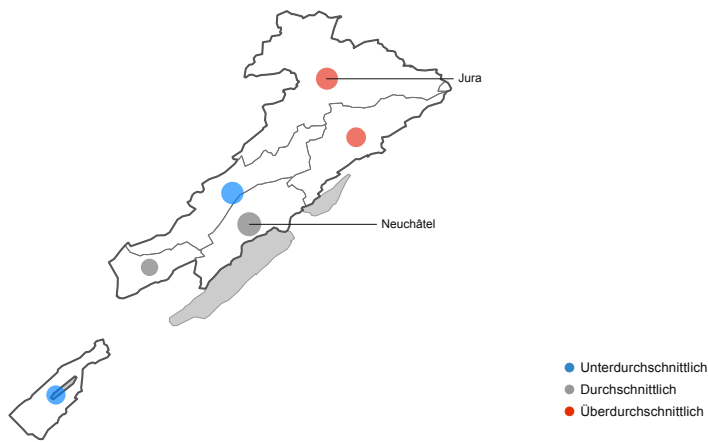 Jura
Neuchâtel
Unterdurchschnittlich
Durchschnittlich
Überdurchschnittlich